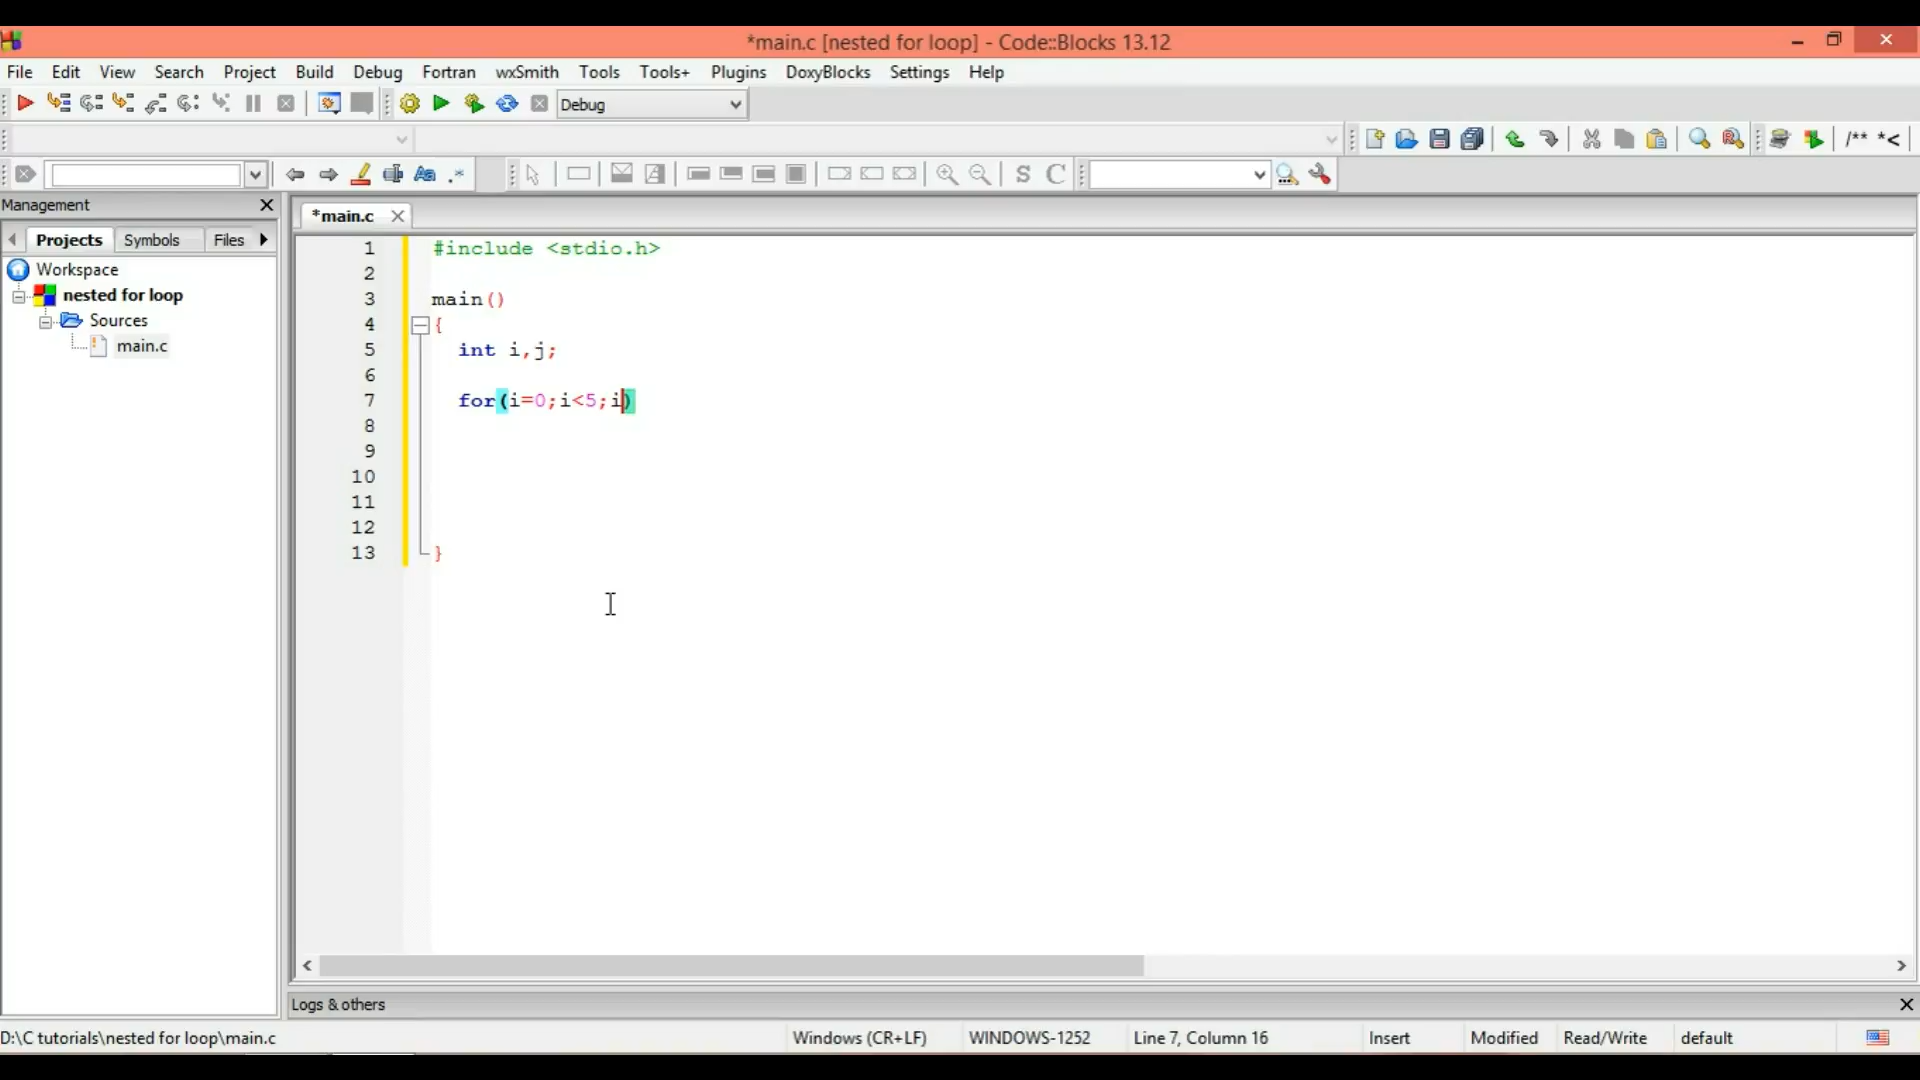 *main.c [nested for loop] - Code::Blocks 13.12
File Edit View Search Project Build Debug Fortran wxSmith Tools Tools+ Plugins DoxyBlocks Settings Help
Debug
/** *<
Aa .* S C
Management
*main.c
Projects Symbols Files
Workspace
nested for loop
Sources
main.c
1 #include <stdio.h>
2
3 main()
4 {
5 int i,j;
6
7 for(i=0;i<5;i)
8
9
10
11
12
13 }
Logs & others
D:\C tutorials\nested for loop\main.c Windows (CR+LF) WINDOWS-1252 Line 7, Column 16 Insert Modified Read/Write default